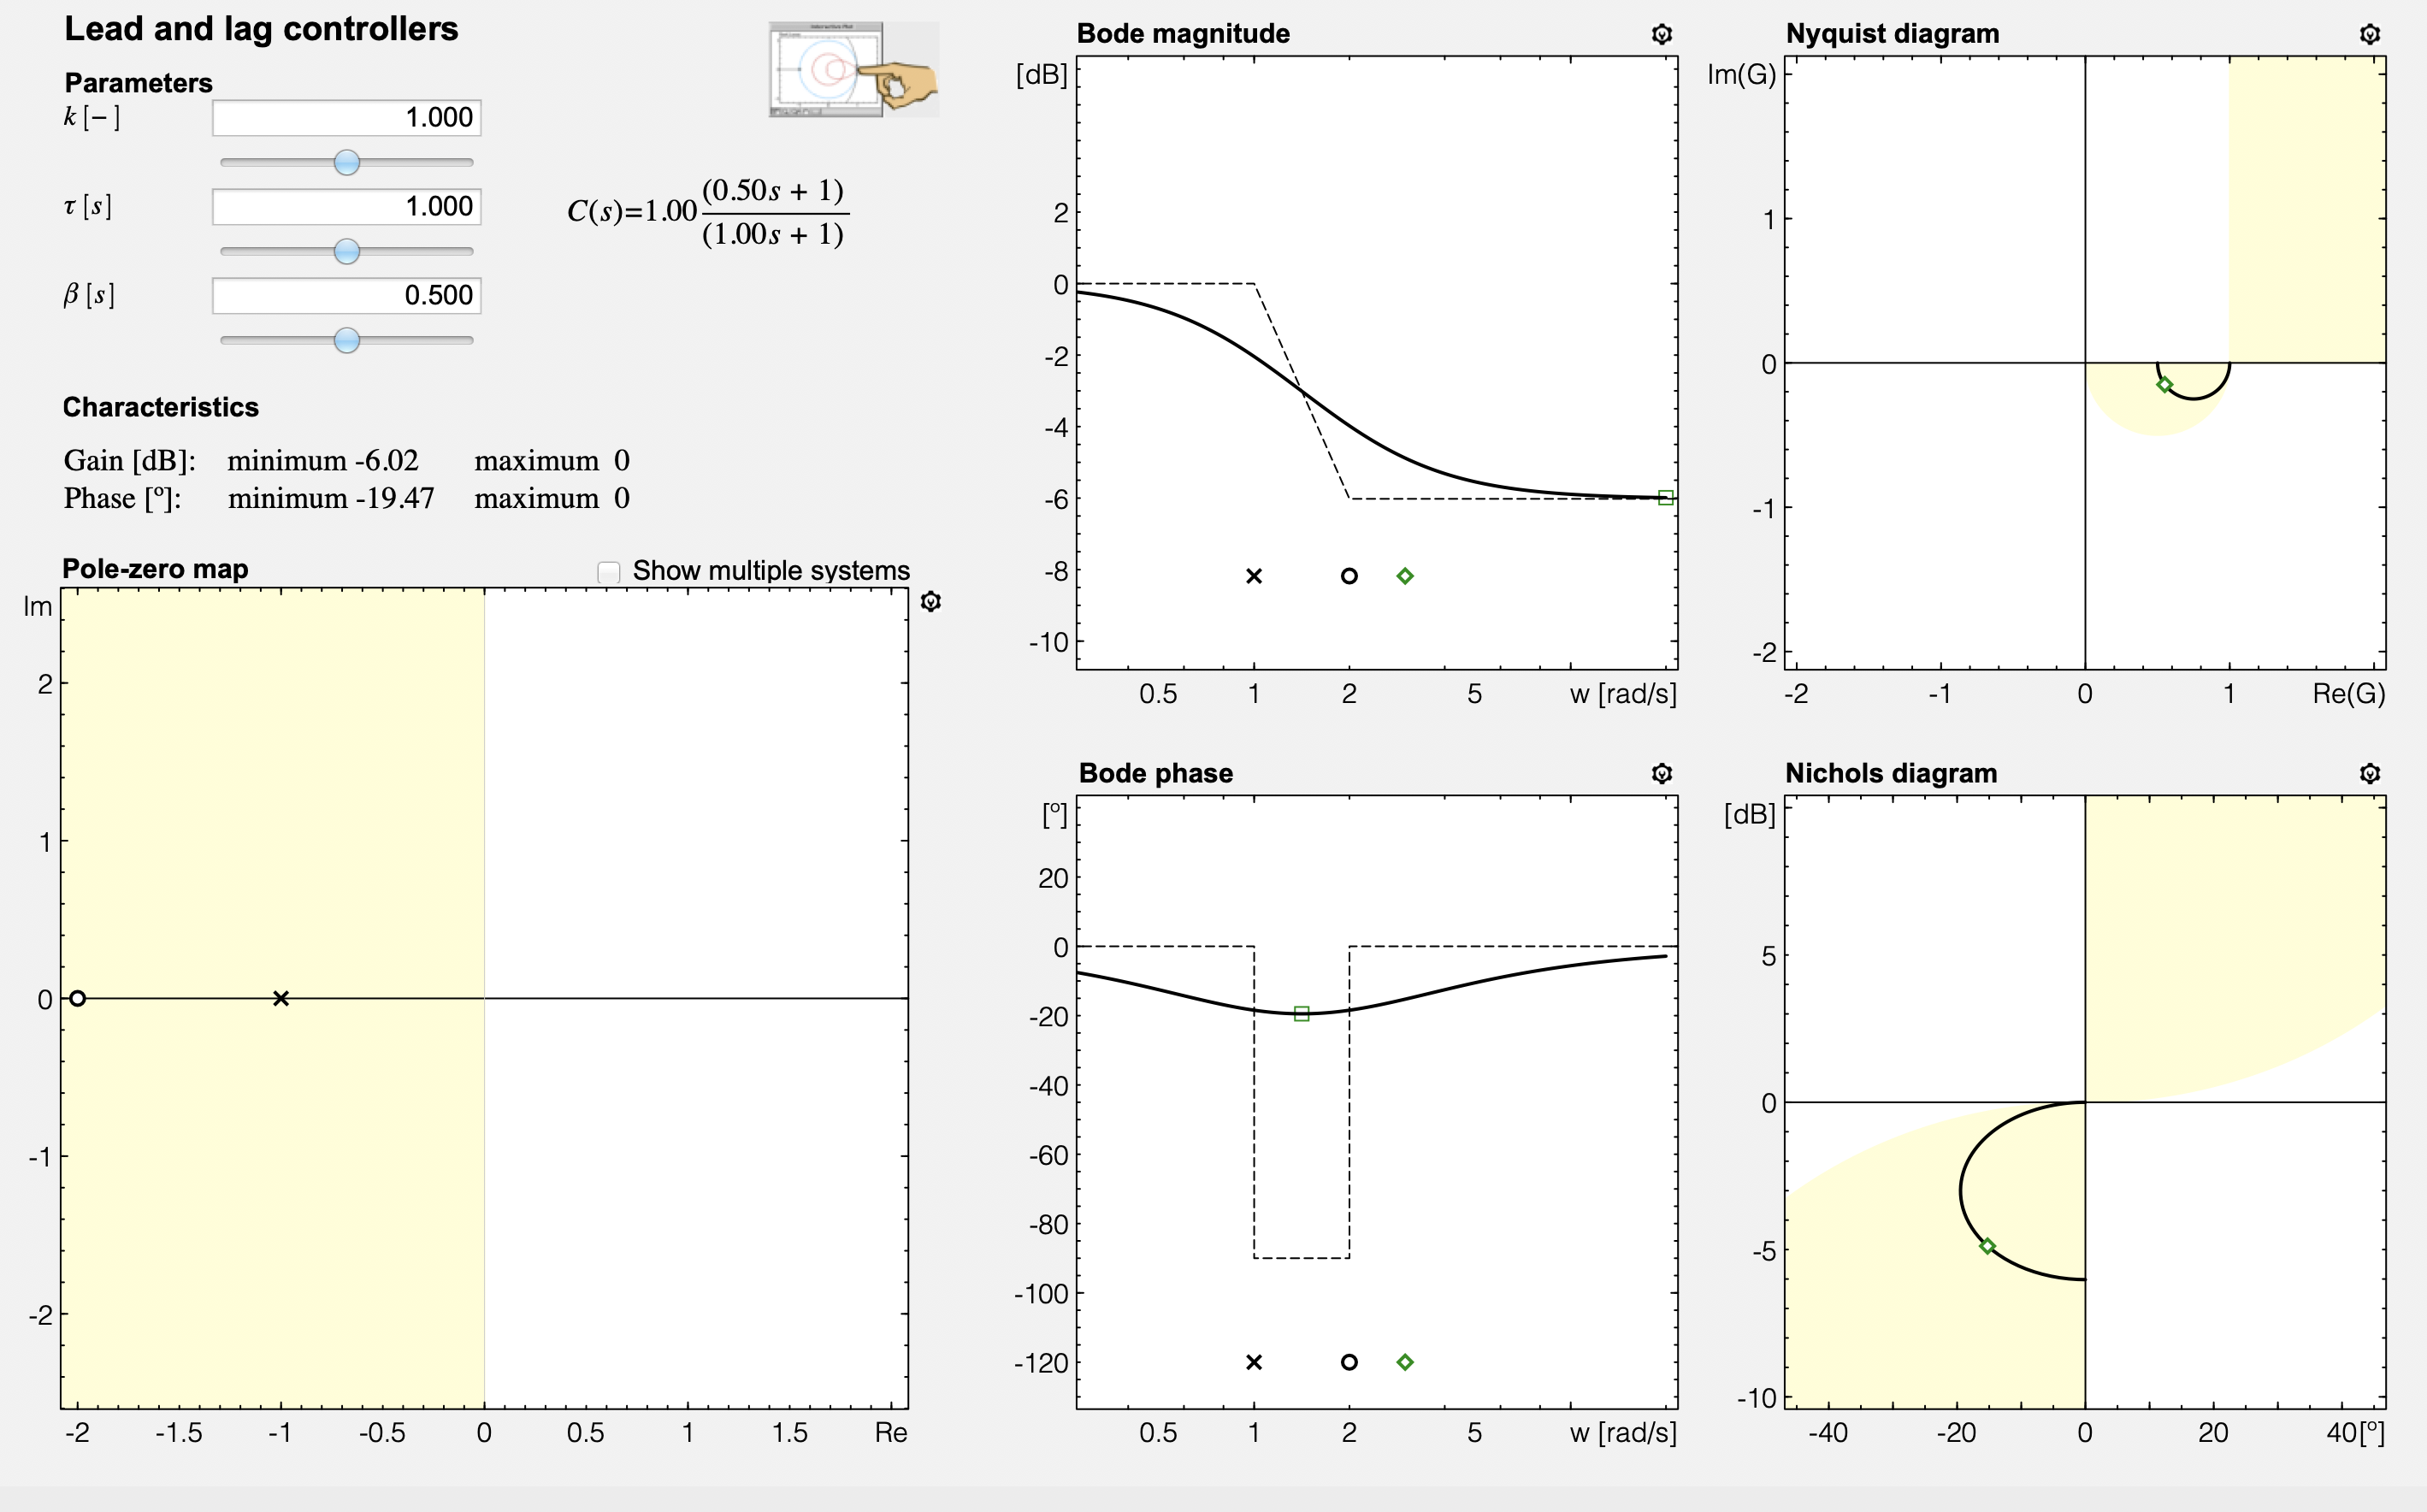 Lead and lag controllers
Parameters
k [−] 1.000
τ [s] 1.000
β [s] 0.500
C(s)=1.00 (0.50s + 1) / (1.00s + 1)
Characteristics
Gain [dB]: minimum -6.02 maximum 0
Phase [º]: minimum -19.47 maximum 0
Pole-zero map
Show multiple systems
Im
2
1
0
-1
-2
-2 -1.5 -1 -0.5 0 0.5 1 1.5 Re
Bode magnitude
[dB]
2
0
-2
-4
-6
-8
-10
0.5 1 2 5 w [rad/s]
Nyquist diagram
Im(G)
1
0
-1
-2
-2 -1 0 1 Re(G)
Bode phase
[º]
20
0
-20
-40
-60
-80
-100
-120
0.5 1 2 5 w [rad/s]
Nichols diagram
[dB]
5
0
-5
-10
-40 -20 0 20 40[º]